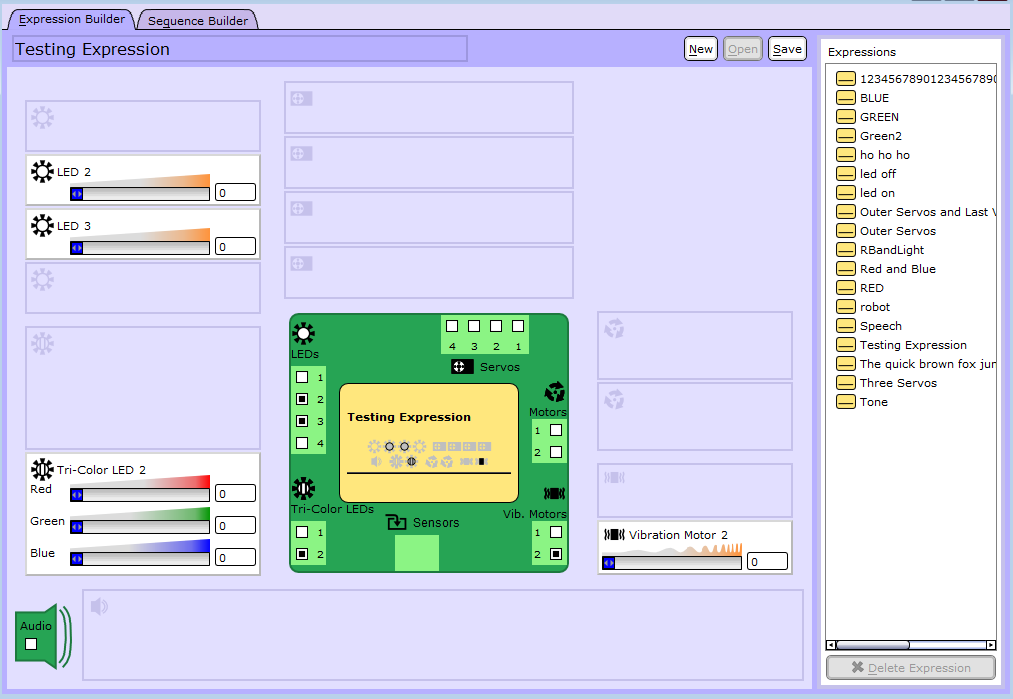 Expression Builder
Sequence Builder
Testing Expression
New
Open
Save
LED 2
0
LED 3
0
Tri-Color LED 2
Red
0
Green
0
Blue
0
LEDs
1
2
3
4
4 3 2 1
Servos
Motors
1
2
Testing Expression
Tri-Color LEDs
1
2
Sensors
Vib. Motors
1
2
Vibration Motor 2
0
Audio
Expressions
12345678901234567890
BLUE
GREEN
Green2
ho ho ho
led off
led on
Outer Servos and Last
Outer Servos
RBandLight
Red and Blue
RED
robot
Speech
Testing Expression
The quick brown fox
Three Servos
Tone
Delete Expression